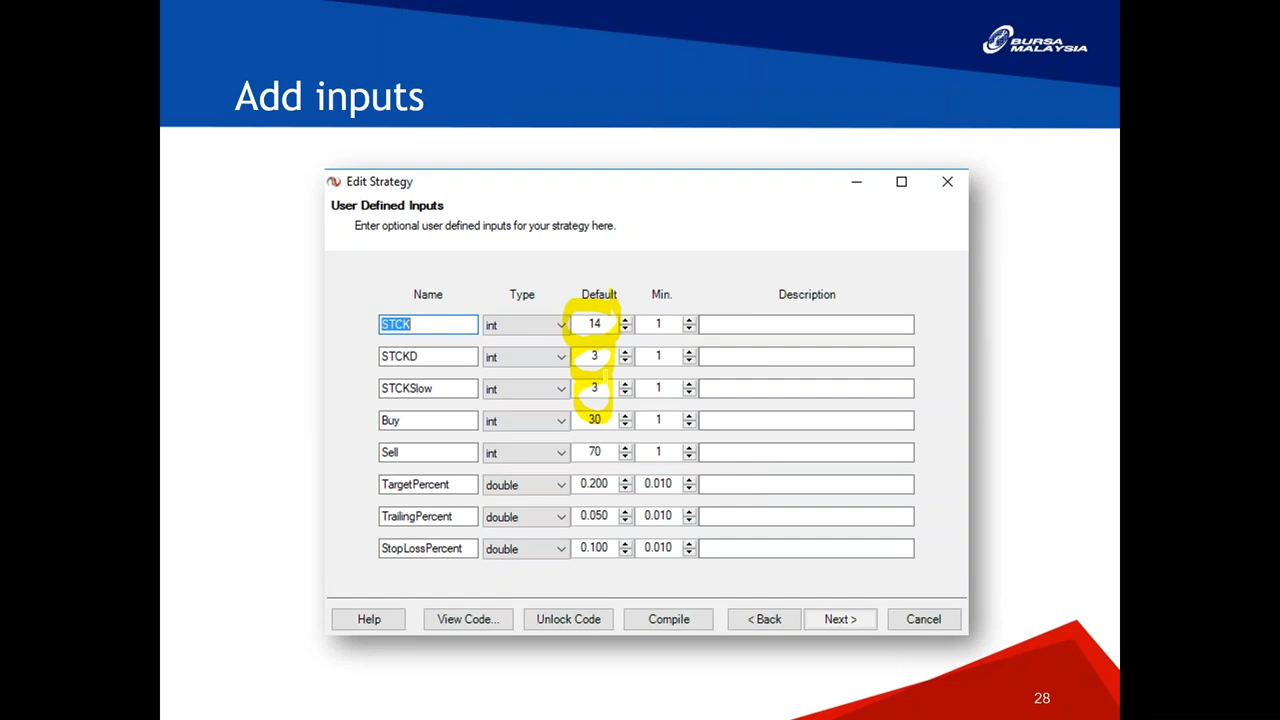 BURSA
MALAYSIA
Add inputs
Edit Strategy
User Defined Inputs
Enter optional user defined inputs for your strategy here.
Name Type Default Min. Description
STCK int 14 1
STCKD int 3 1
STCKSlow int 3 1
Buy int 30 1
Sell int 70 1
TargetPercent double 0.200 0.010
TrailingPercent double 0.050 0.010
StopLossPercent double 0.100 0.010
Help View Code... Unlock Code Compile < Back Next > Cancel
28